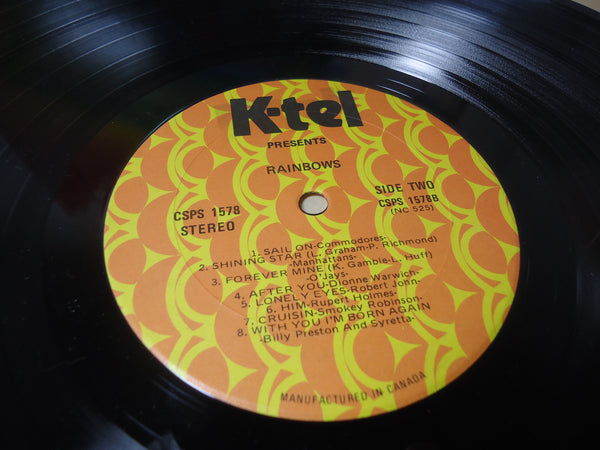 K-tel
PRESENTS
RAINBOWS
CSPS 1578
STEREO
SIDE TWO
CSPS 1578B
(NC 525)
1. SAIL ON-Commodores-
2. SHINING STAR (L. Graham-P. Richmond)
-Manhattans-
3. FOREVER MINE (K. Gamble-L. Huff)
-O'Jays-
4. AFTER YOU-Dionne Warwich-
5. LONELY EYES-Robert John-
6. HIM-Rupert Holmes-
7. CRUISIN-Smokey Robinson-
8. WITH YOU I'M BORN AGAIN
-Billy Preston And Syretta-
MANUFACTURED IN CANADA